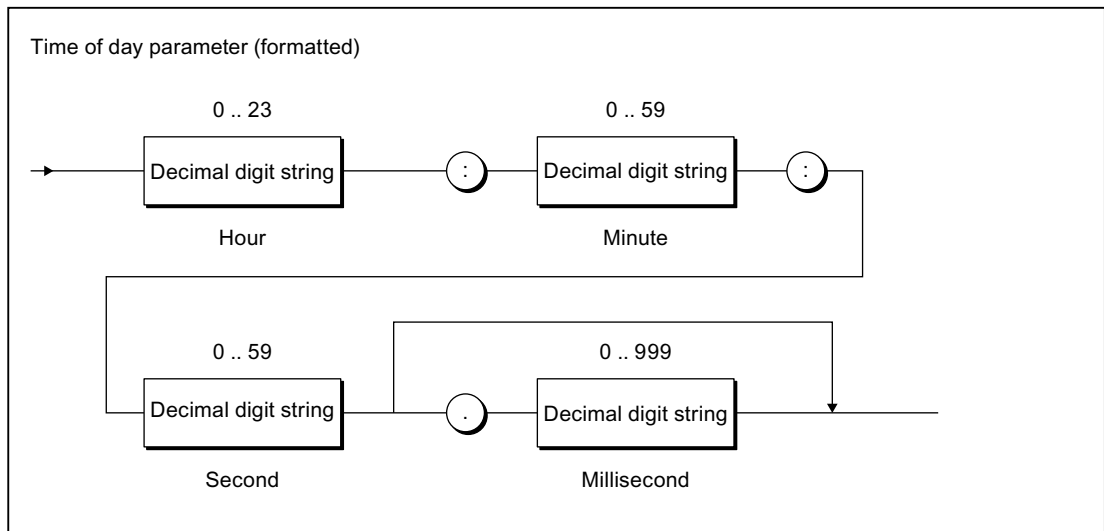 Time of day parameter (formatted)
0 .. 23
0 .. 59
Decimal digit string
:
Decimal digit string
:
Hour
Minute
0 .. 59
0 .. 999
Decimal digit string
.
Decimal digit string
Second
Millisecond